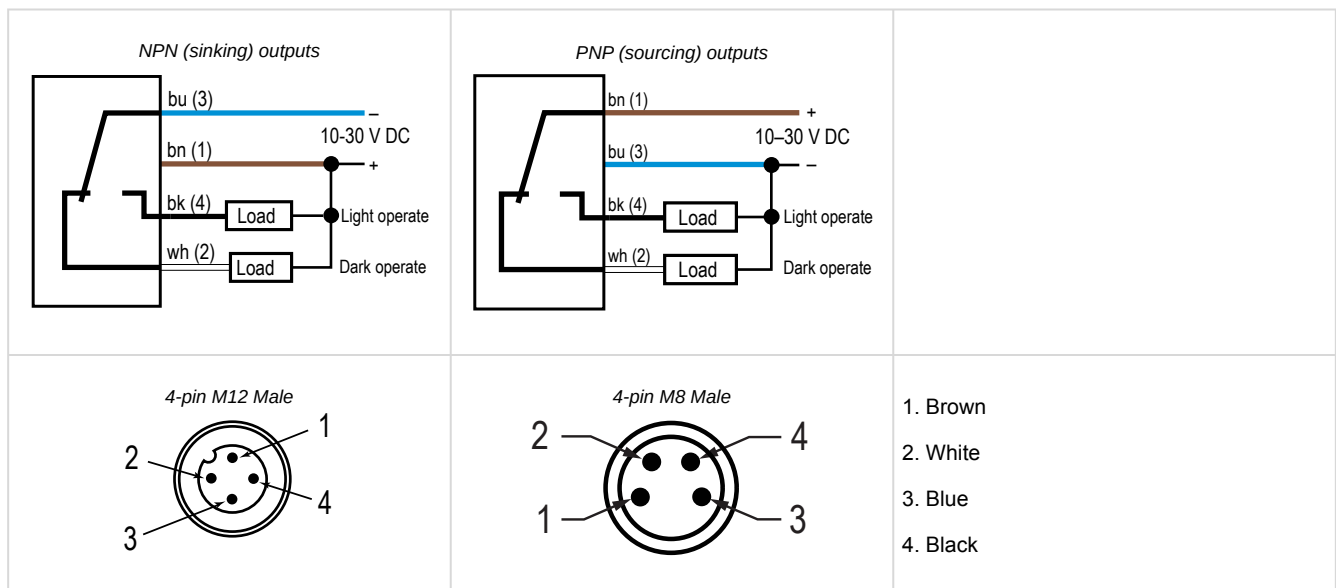 NPN (sinking) outputs
bu (3)
–
10-30 V DC
bn (1)
+
bk (4)
Load
Light operate
wh (2)
Load
Dark operate
PNP (sourcing) outputs
bn (1)
+
10–30 V DC
bu (3)
–
bk (4)
Load
Light operate
wh (2)
Load
Dark operate
4-pin M12 Male
1
2
4
3
4-pin M8 Male
2
4
1
3
1. Brown
2. White
3. Blue
4. Black